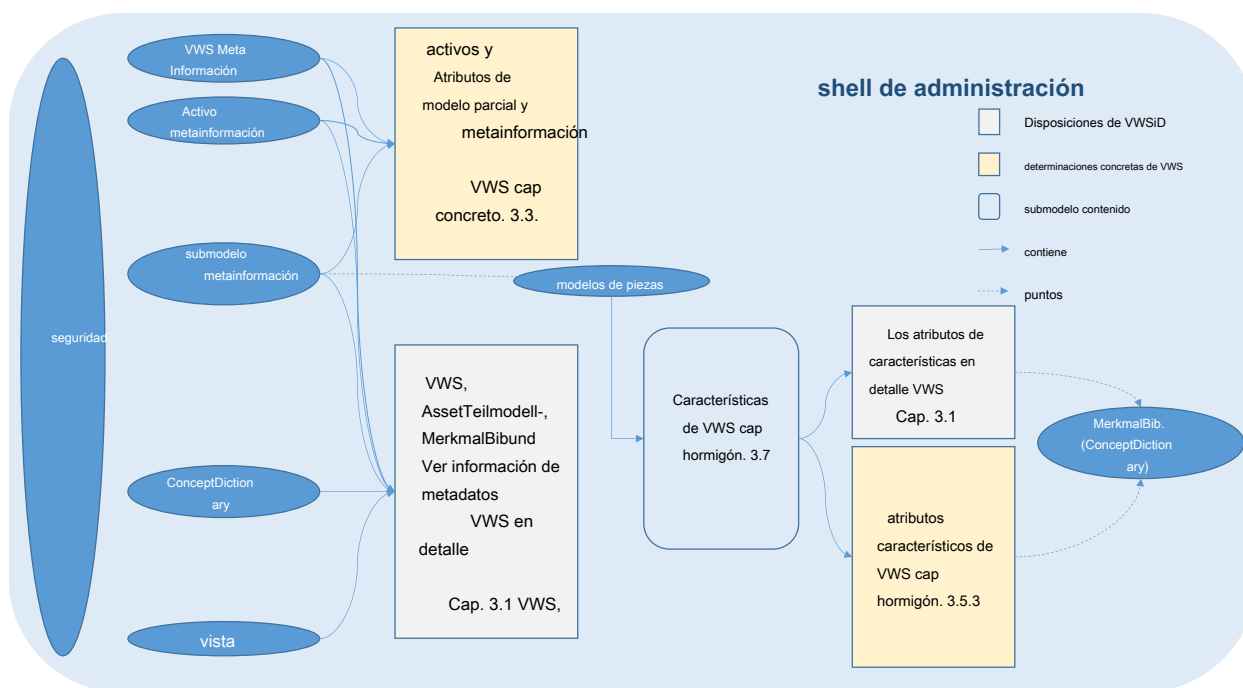 VWS Meta
Información
Activo
metainformación
submodelo
metainformación
seguridad
ConceptDiction
ary
vista
activos y
Atributos de
modelo parcial y
metainformación
VWS cap
concreto. 3.3.
VWS,
AssetTeilmodell-,
MerkmalBibund
Ver información de
metadatos
VWS en
detalle
Cap. 3.1 VWS,
modelos de piezas
Características
de VWS cap
hormigón. 3.7
shell de administración
Disposiciones de VWSiD
determinaciones concretas de VWS
submodelo contenido
contiene
puntos
Los atributos de
características en
detalle VWS
Cap. 3.1
atributos
característicos de
VWS cap
hormigón. 3.5.3
MerkmalBib.
(ConceptDiction
ary)